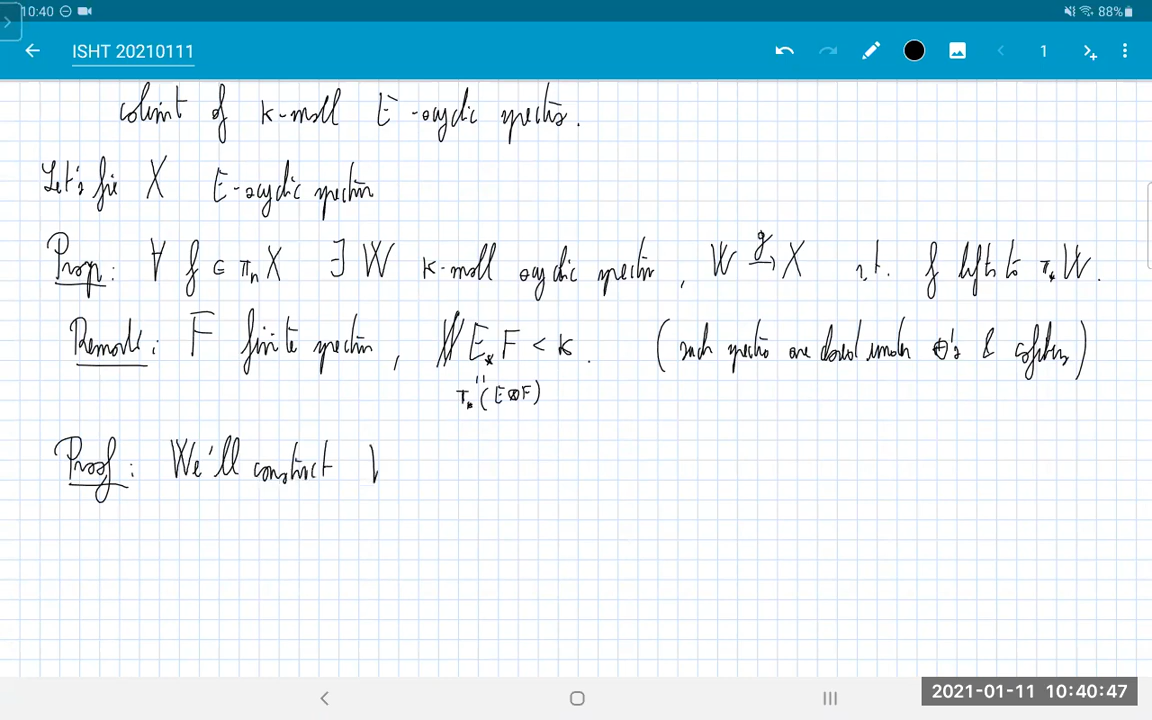 10:40
88%
ISHT 20210111
1
colimit of κ-small E-acyclic spectra.
Let's fix X E-acyclic spectrum
Prop: ∀ f ∈ π_n X ∃ W κ-small acyclic spectrum, W →^g X s.t. f lifts to π_* W.
Remark: F finite spectrum, # E_* F < κ. (such spectra are closed under ⊕'s & cofibers)
π_*(E⊗F)
Proof: We'll construct
2021-01-11 10:40:47